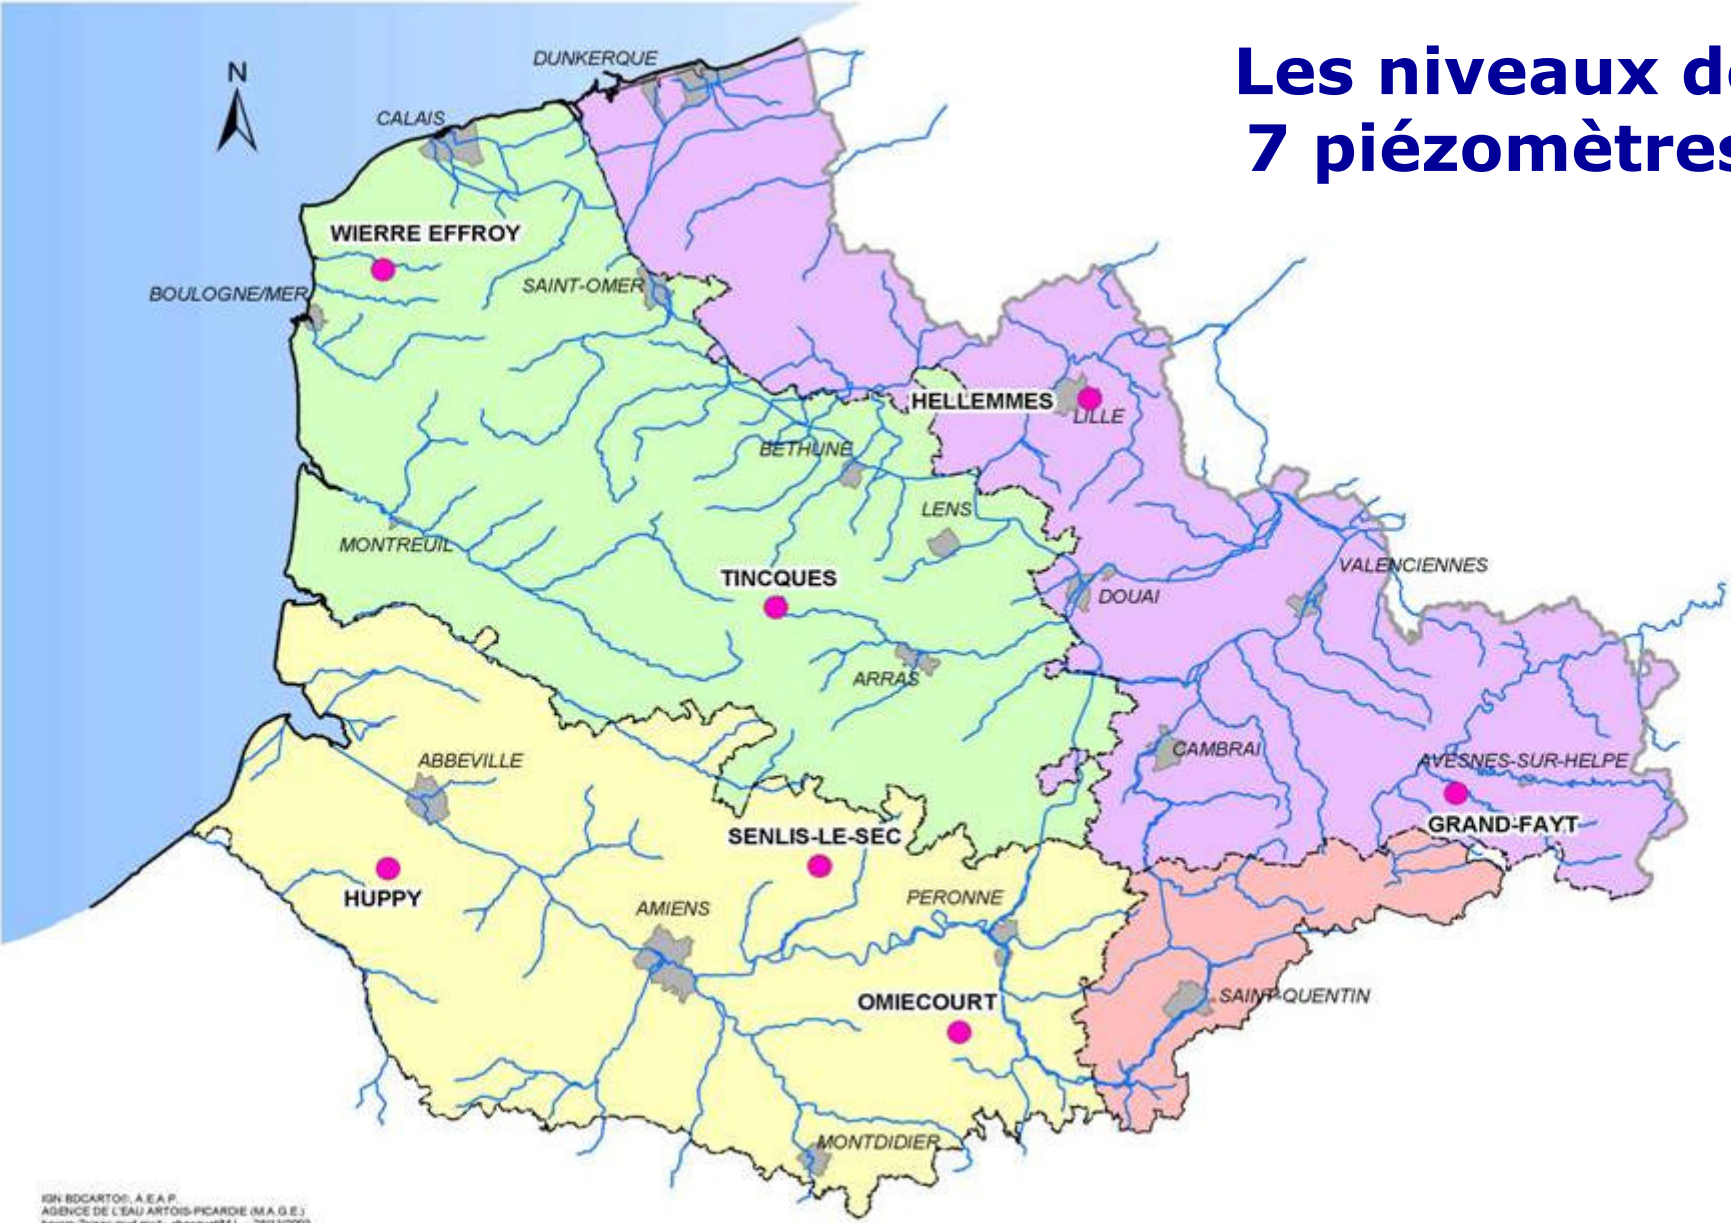 Les niveaux de
7 piézomètres
N
DUNKERQUE
CALAIS
WIERRE EFFROY
BOULOGNE/MER
SAINT-OMER
HELLEMMES
LILLE
BETHUNE
LENS
MONTREUIL
TINCQUES
VALENCIENNES
DOUAI
ARRAS
CAMBRAI
ABBEVILLE
AVESNES-SUR-HELPE
GRAND-FAYT
SENLIS-LE-SEC
HUPPY
PERONNE
AMIENS
SAINT-QUENTIN
OMIECOURT
MONTDIDIER
IGN BDCARTO©, A.E.A.P.
AGENCE DE L'EAU ARTOIS-PICARDIE (M.A.G.E.)